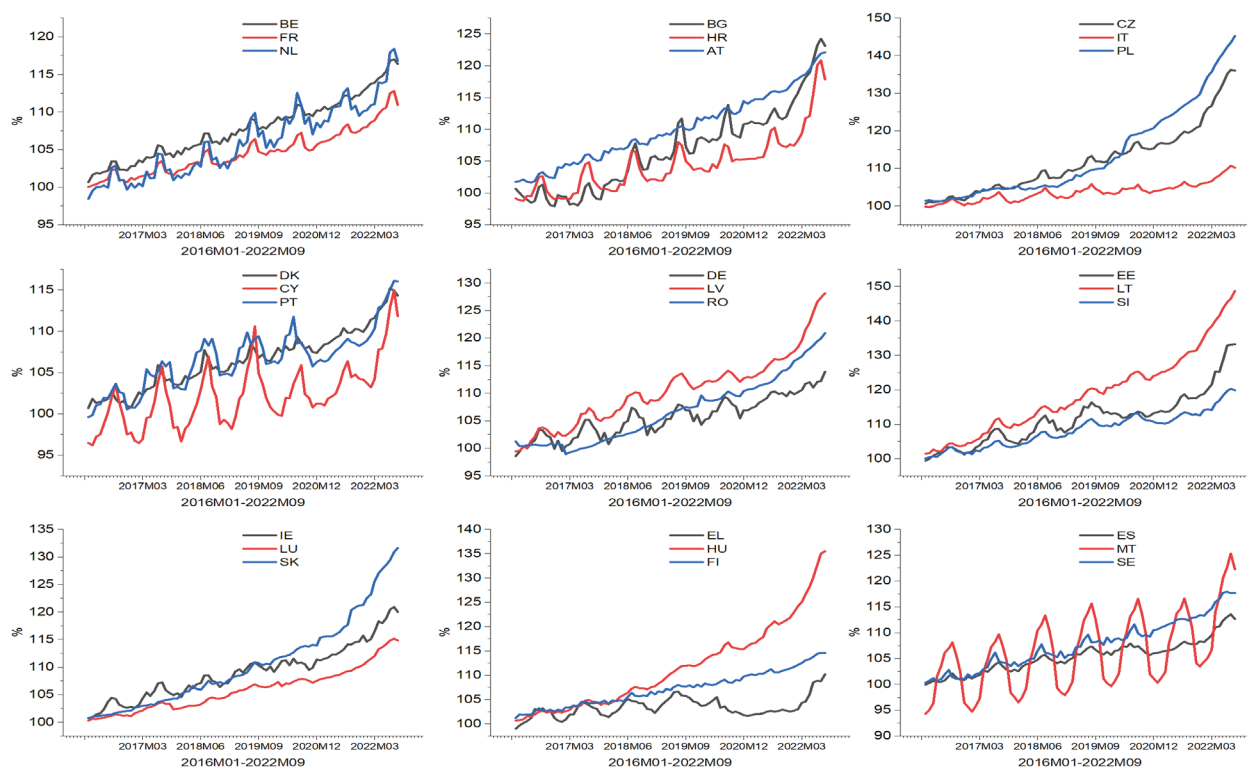 BE
FR
NL
120
115
110
105
100
95
%
2017M03 2018M06 2019M09 2020M12 2022M03
2016M01-2022M09
BG
HR
AT
125
120
115
110
105
100
95
%
2017M03 2018M06 2019M09 2020M12 2022M03
2016M01-2022M09
CZ
IT
PL
150
140
130
120
110
100
%
2017M03 2018M06 2019M09 2020M12 2022M03
2016M01-2022M09
DK
CY
PT
115
110
105
100
95
%
2017M03 2018M06 2019M09 2020M12 2022M03
2016M01-2022M09
DE
LV
RO
130
125
120
115
110
105
100
95
%
2017M03 2018M06 2019M09 2020M12 2022M03
2016M01-2022M09
EE
LT
SI
150
140
130
120
110
100
%
2017M03 2018M06 2019M09 2020M12 2022M03
2016M01-2022M09
IE
LU
SK
135
130
125
120
115
110
105
100
%
2017M03 2018M06 2019M09 2020M12 2022M03
2016M01-2022M09
EL
HU
FI
140
135
130
125
120
115
110
105
100
%
2017M03 2018M06 2019M09 2020M12 2022M03
2016M01-2022M09
ES
MT
SE
130
125
120
115
110
105
100
95
90
%
2017M03 2018M06 2019M09 2020M12 2022M03
2016M01-2022M09